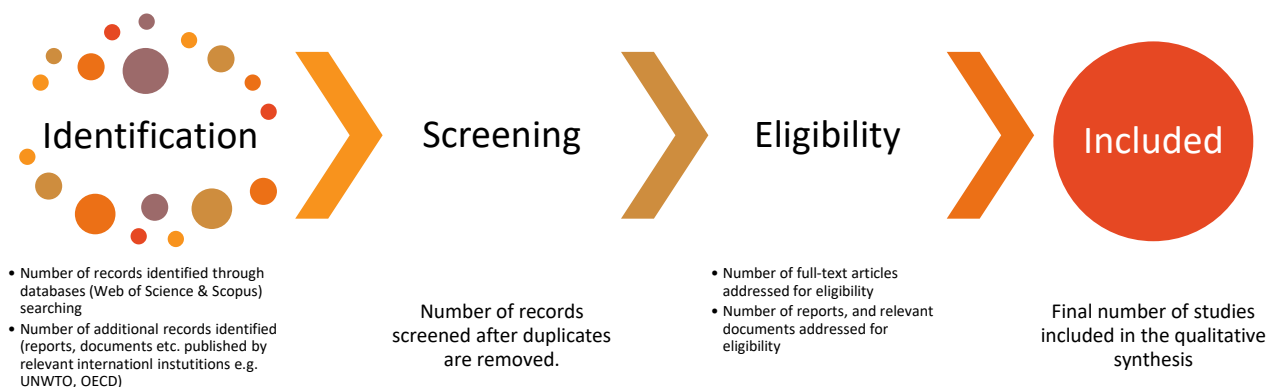 Identification
Screening
Eligibility
Included
• Number of records identified through
databases (Web of Science & Scopus)
searching
• Number of additional records identified
(reports, documents etc. published by
relevant internationl instutitions e.g.
UNWTO, OECD)
Number of records
screened after duplicates
are removed.
• Number of full-text articles
addressed for eligibility
• Number of reports, and relevant
documents addressed for
eligibility
Final number of studies
included in the qualitative
synthesis